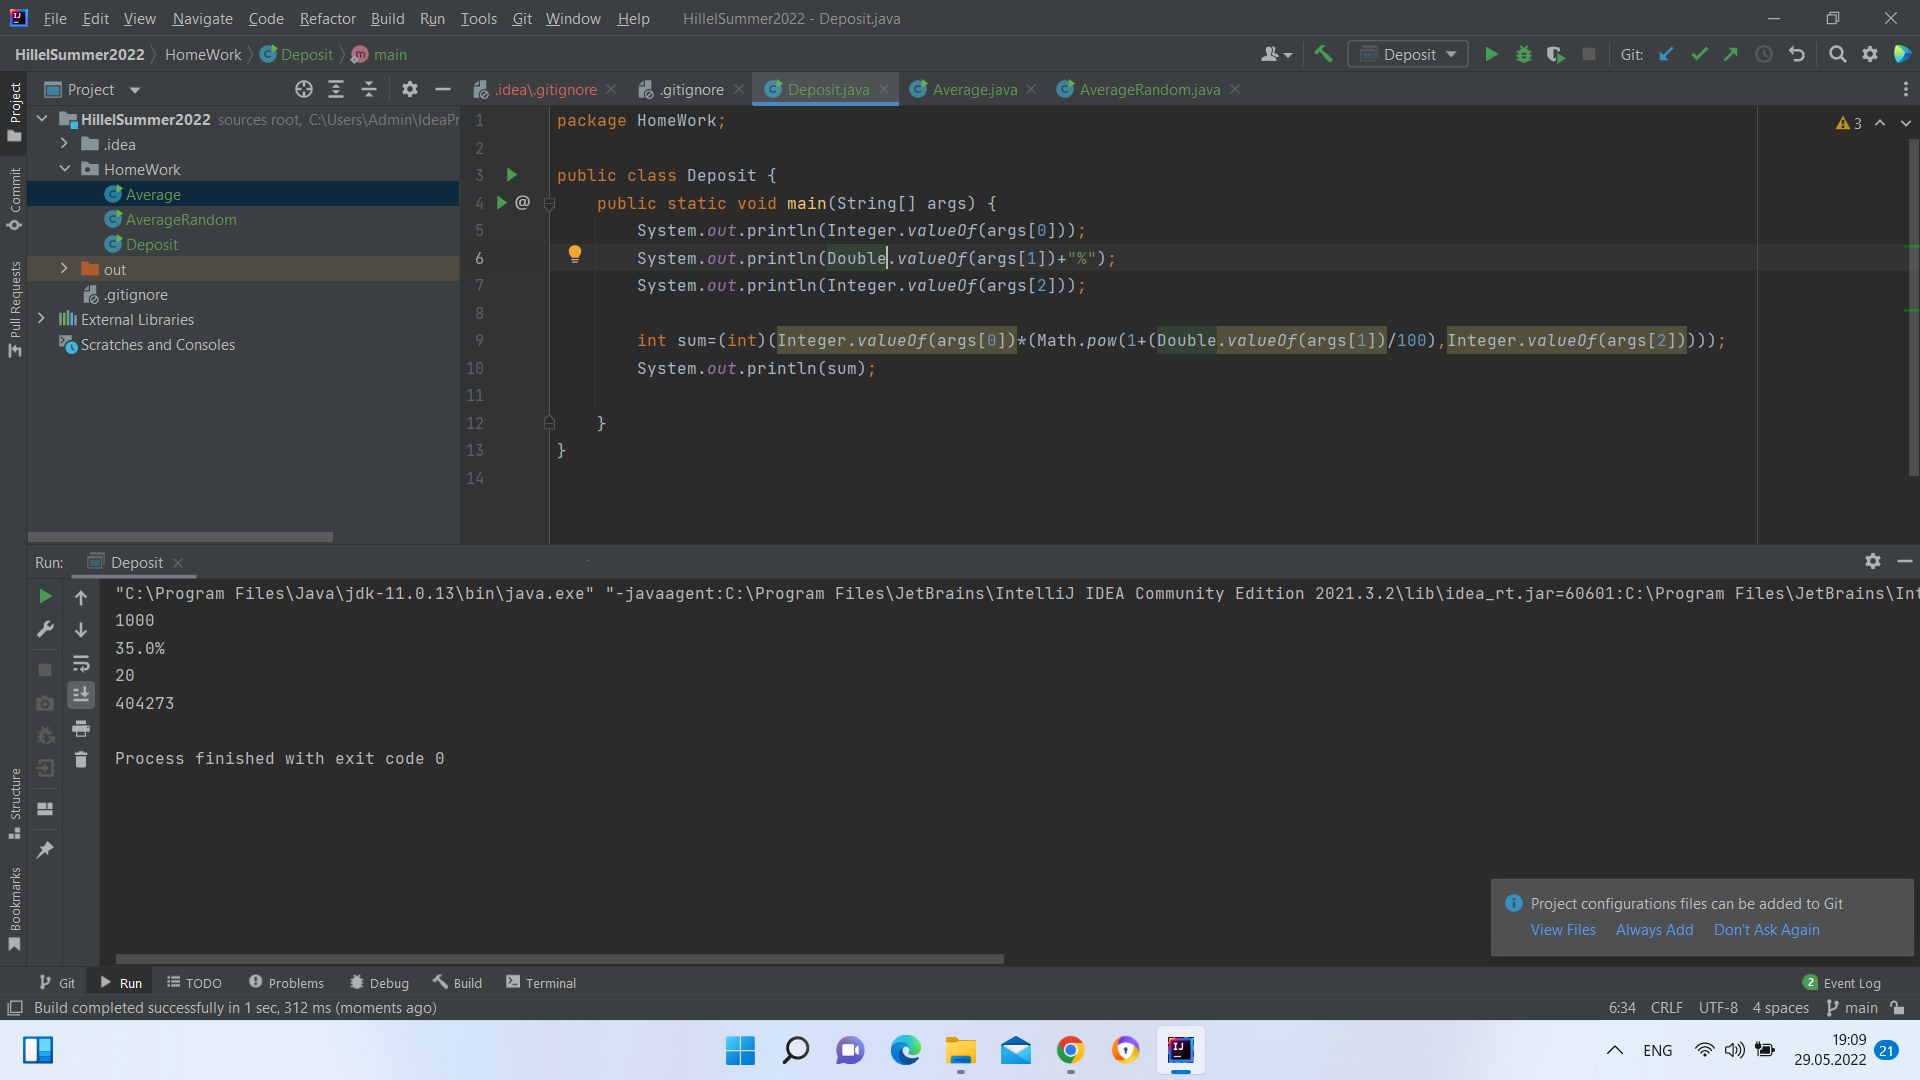 File Edit View Navigate Code Refactor Build Run Tools Git Window Help HillelSummer2022 - Deposit.java
HillelSummer2022 HomeWork Deposit main Deposit Git:
Project .idea\.gitignore .gitignore Deposit.java Average.java AverageRandom.java
HillelSummer2022 sources root, C:\Users\Admin\IdeaPr
.idea
HomeWork
Average
AverageRandom
Deposit
out
.gitignore
External Libraries
Scratches and Consoles
Project
Commit
Pull Requests
Structure
Bookmarks
3
1 package HomeWork;
2
3 public class Deposit {
4 @ public static void main(String[] args) {
5 System.out.println(Integer.valueOf(args[0]));
6 System.out.println(Double.valueOf(args[1])+"%");
7 System.out.println(Integer.valueOf(args[2]));
8
9 int sum=(int)(Integer.valueOf(args[0])*(Math.pow(1+(Double.valueOf(args[1])/100),Integer.valueOf(args[2]))));
10 System.out.println(sum);
11
12 }
13 }
14
Run: Deposit
"C:\Program Files\Java\jdk-11.0.13\bin\java.exe" "-javaagent:C:\Program Files\JetBrains\IntelliJ IDEA Community Edition 2021.3.2\lib\idea_rt.jar=60601:C:\Program Files\JetBrains\Int
1000
35.0%
20
404273
Process finished with exit code 0
Project configurations files can be added to Git
View Files Always Add Don't Ask Again
Git Run TODO Problems Debug Build Terminal 2 Event Log
Build completed successfully in 1 sec, 312 ms (moments ago) 6:34 CRLF UTF-8 4 spaces main
ENG 19:09
29.05.2022 21